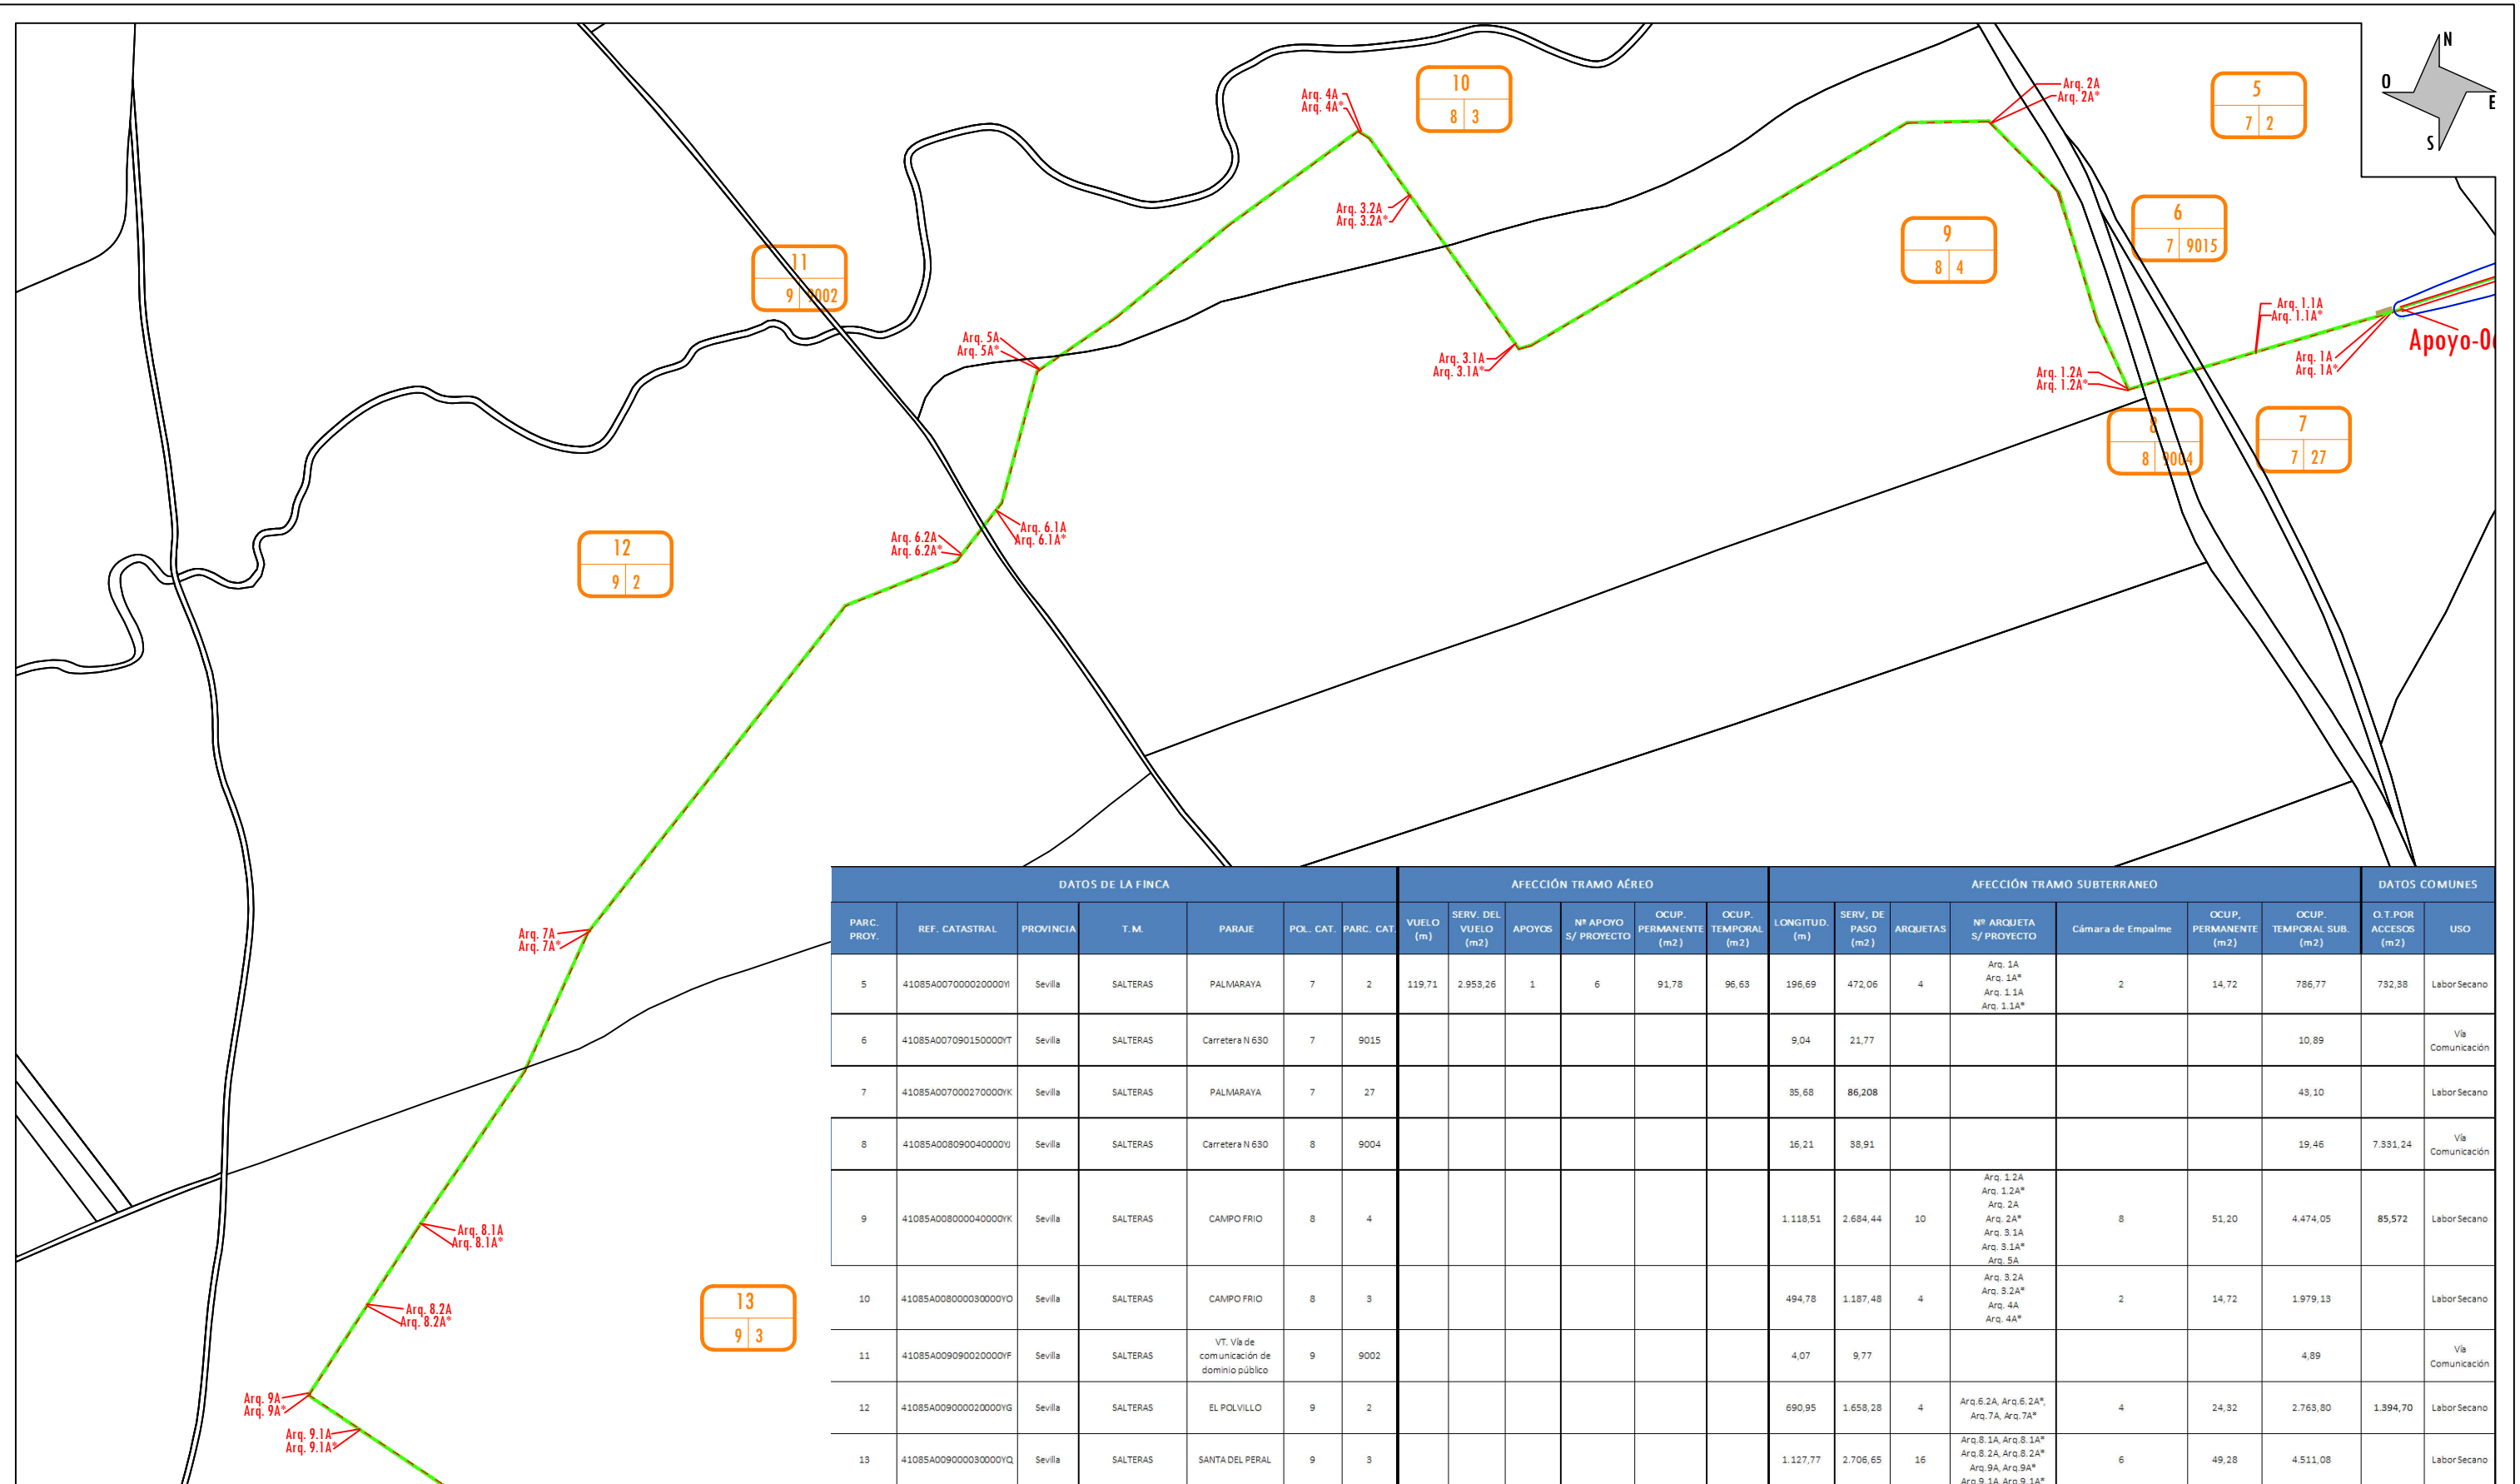 N
O
E
S
10
8 3
5
7 2
Arq. 4A
Arq. 4A*
Arq. 2A
Arq. 2A*
Arq. 3.2A
Arq. 3.2A*
6
7 9015
9
8 4
11
9 9002
Arq. 1.1A
Arq. 1.1A*
Apoyo-0
Arq. 5A
Arq. 5A*
Arq. 3.1A
Arq. 3.1A*
Arq. 1A
Arq. 1A*
Arq. 1.2A
Arq. 1.2A*
8
8 9004
7
7 27
12
9 2
Arq. 6.2A
Arq. 6.2A*
Arq. 6.1A
Arq. 6.1A*
Arq. 7A
Arq. 7A*
Arq. 8.1A
Arq. 8.1A*
Arq. 8.2A
Arq. 8.2A*
13
9 3
Arq. 9A
Arq. 9A*
Arq. 9.1A
Arq. 9.1A*
DATOS DE LA FINCA AFECCIÓN TRAMO AÉREO AFECCIÓN TRAMO SUBTERRANEO DATOS COMUNES
PARC. PROY. REF. CATASTRAL PROVINCIA T.M. PARAJE POL. CAT. PARC. CAT. VUELO (m) SERV. DEL VUELO (m2) APOYOS Nº APOYO S/ PROYECTO OCUP. PERMANENTE (m2) OCUP. TEMPORAL (m2) LONGITUD. (m) SERV, DE PASO (m2) ARQUETAS Nº ARQUETA S/ PROYECTO Cámara de Empalme OCUP, PERMANENTE (m2) OCUP. TEMPORAL SUB. (m2) O.T.POR ACCESOS (m2) USO
5 41085A007000020000YI Sevilla SALTERAS PALMARAYA 7 2 119,71 2.953,26 1 6 91,78 96,63 196,69 472,06 4 Arq. 1A Arq. 1A* Arq. 1.1A Arq. 1.1A* 2 14,72 786,77 732,38 Labor Secano
6 41085A007090150000YT Sevilla SALTERAS Carretera N 630 7 9015 9,04 21,77 10,89 Vía Comunicación
7 41085A007000270000YK Sevilla SALTERAS PALMARAYA 7 27 35,68 86,208 43,10 Labor Secano
8 41085A008090040000YJ Sevilla SALTERAS Carretera N 630 8 9004 16,21 38,91 19,46 7.331,24 Vía Comunicación
9 41085A008000040000YK Sevilla SALTERAS CAMPO FRIO 8 4 1.118,51 2.684,44 10 Arq. 1.2A Arq. 1.2A* Arq. 2A Arq. 2A* Arq. 3.1A Arq. 3.1A* Arq. 5A 8 51,20 4.474,05 85,572 Labor Secano
10 41085A008000030000YO Sevilla SALTERAS CAMPO FRIO 8 3 494,78 1.187,48 4 Arq. 3.2A Arq. 3.2A* Arq. 4A Arq. 4A* 2 14,72 1.979,13 Labor Secano
11 41085A009090020000YF Sevilla SALTERAS VT. Vía de comunicación de dominio público 9 9002 4,07 9,77 4,89 Vía Comunicación
12 41085A009000020000YG Sevilla SALTERAS EL POLVILLO 9 2 690,95 1.658,28 4 Arq.6.2A, Arq.6.2A*, Arq.7A, Arq.7A* 4 24,32 2.763,80 1.394,70 Labor Secano
13 41085A009000030000YQ Sevilla SALTERAS SANTA DEL PERAL 9 3 1.127,77 2.706,65 16 Arq.8.1A, Arq.8.1A* Arq.8.2A, Arq.8.2A* Arq.9A, Arq.9A* Arq.9.1A, Arq.9.1A* 6 49,28 4.511,08 Labor Secano